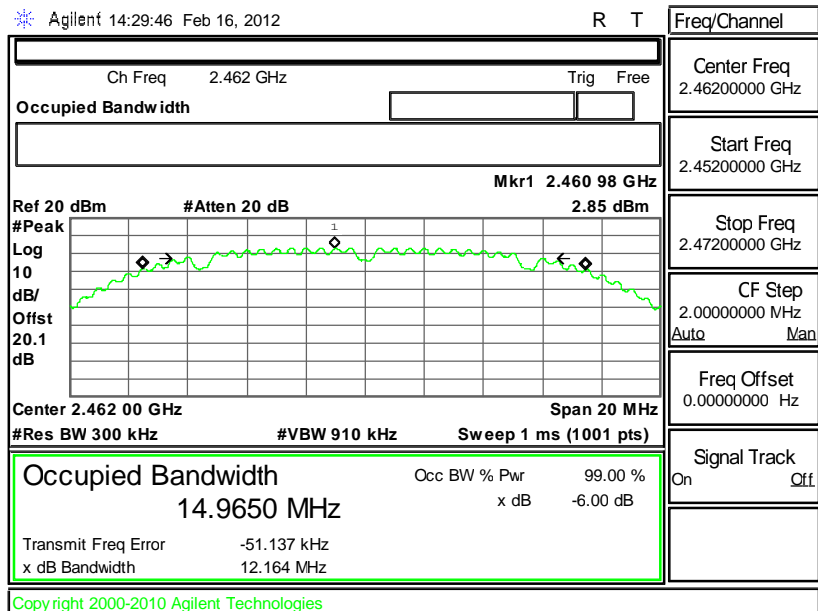 Agilent 14:29:46 Feb 16, 2012 R T
Freq/Channel
Ch Freq 2.462 GHz Trig Free
Occupied Bandwidth
Center Freq
2.46200000 GHz
Start Freq
2.45200000 GHz
Mkr1 2.460 98 GHz
Ref 20 dBm #Atten 20 dB 2.85 dBm
#Peak
Log
10
dB/
Offst
20.1
dB
1
Stop Freq
2.47200000 GHz
CF Step
2.00000000 MHz
Auto Man
Freq Offset
0.00000000 Hz
Center 2.462 00 GHz Span 20 MHz
#Res BW 300 kHz #VBW 910 kHz Sweep 1 ms (1001 pts)
Signal Track
On Off
Occupied Bandwidth Occ BW % Pwr 99.00 %
14.9650 MHz x dB -6.00 dB
Transmit Freq Error -51.137 kHz
x dB Bandwidth 12.164 MHz
Copyright 2000-2010 Agilent Technologies